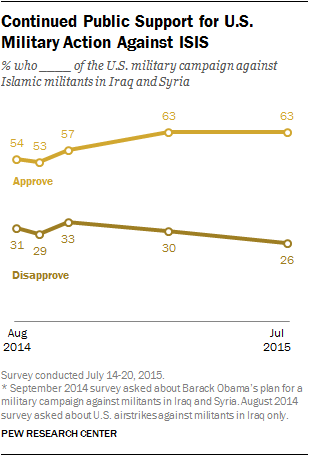 Continued Public Support for U.S.
Military Action Against ISIS
% who ____ of the U.S. military campaign against
Islamic militants in Iraq and Syria
54 53 57 63 63
Approve
31 29 33 30 26
Disapprove
Aug Jul
2014 2015
Survey conducted July 14-20, 2015.
* September 2014 survey asked about Barack Obama's plan for a
military campaign against militants in Iraq and Syria. August 2014
survey asked about U.S. airstrikes against militants in Iraq only.
PEW RESEARCH CENTER